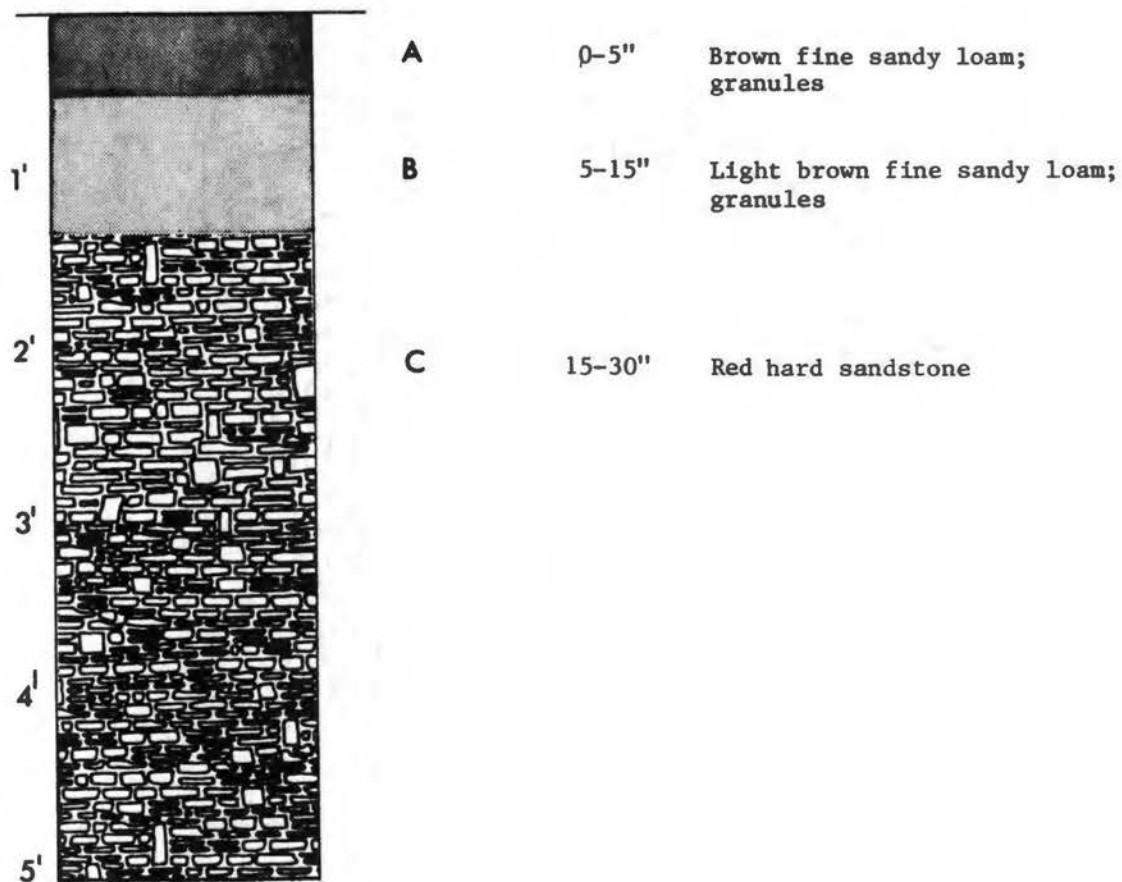 A 0-5" Brown fine sandy loam;
granules
1' B 5-15" Light brown fine sandy loam;
granules
2' C 15-30" Red hard sandstone
3'
4'
5'